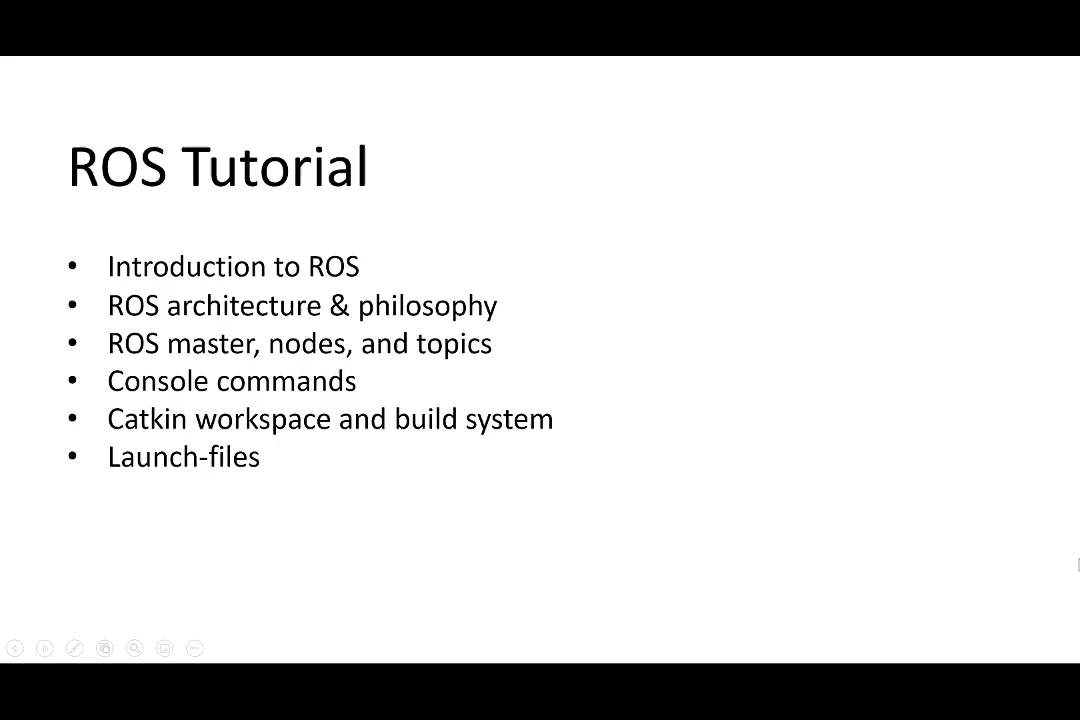 ROS Tutorial
• Introduction to ROS
• ROS architecture & philosophy
• ROS master, nodes, and topics
• Console commands
• Catkin workspace and build system
• Launch-files